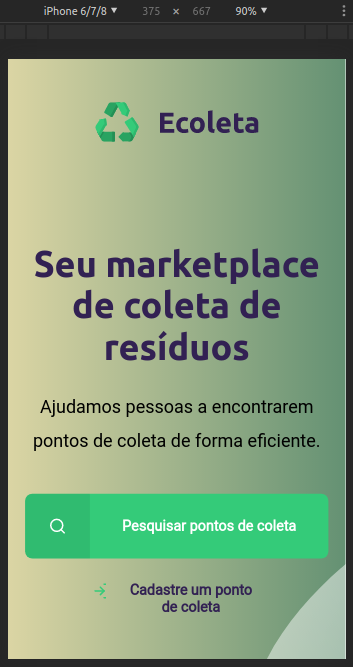 iPhone 6/7/8 ▼ 375 × 667 90% ▼
Ecoleta
Seu marketplace
de coleta de
resíduos
Ajudamos pessoas a encontrarem
pontos de coleta de forma eficiente.
Pesquisar pontos de coleta
Cadastre um ponto
de coleta